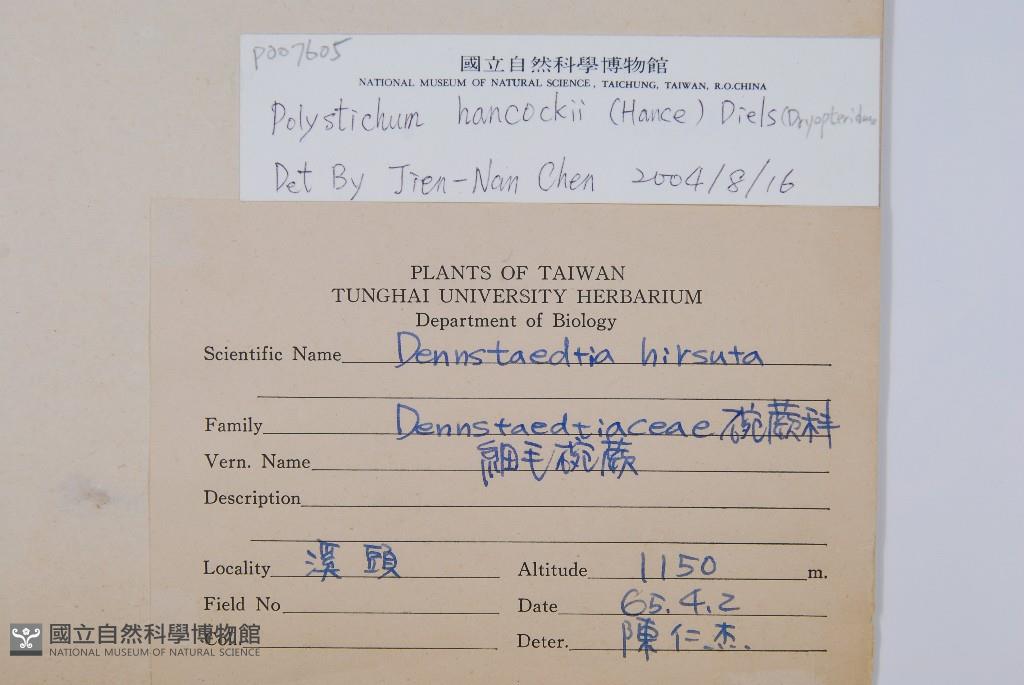 P007605
國立自然科學博物館
NATIONAL MUSEUM OF NATURAL SCIENCE, TAICHUNG, TAIWAN, R.O.CHINA
Polystichum hancockii (Hance) Diels
Det By Jien-Nan Chen 2004/8/16
PLANTS OF TAIWAN
TUNGHAI UNIVERSITY HERBARIUM
Department of Biology
Scientific Name Dennstaedtia hirsuta
Family Dennstaedtiaceae 碗蕨科
Vern. Name 細毛碗蕨
Description
Locality 溪頭 Altitude 1150 m.
Field No Date 65.4.2
Coll. Deter. 陳仁杰.
國立自然科學博物館
NATIONAL MUSEUM OF NATURAL SCIENCE